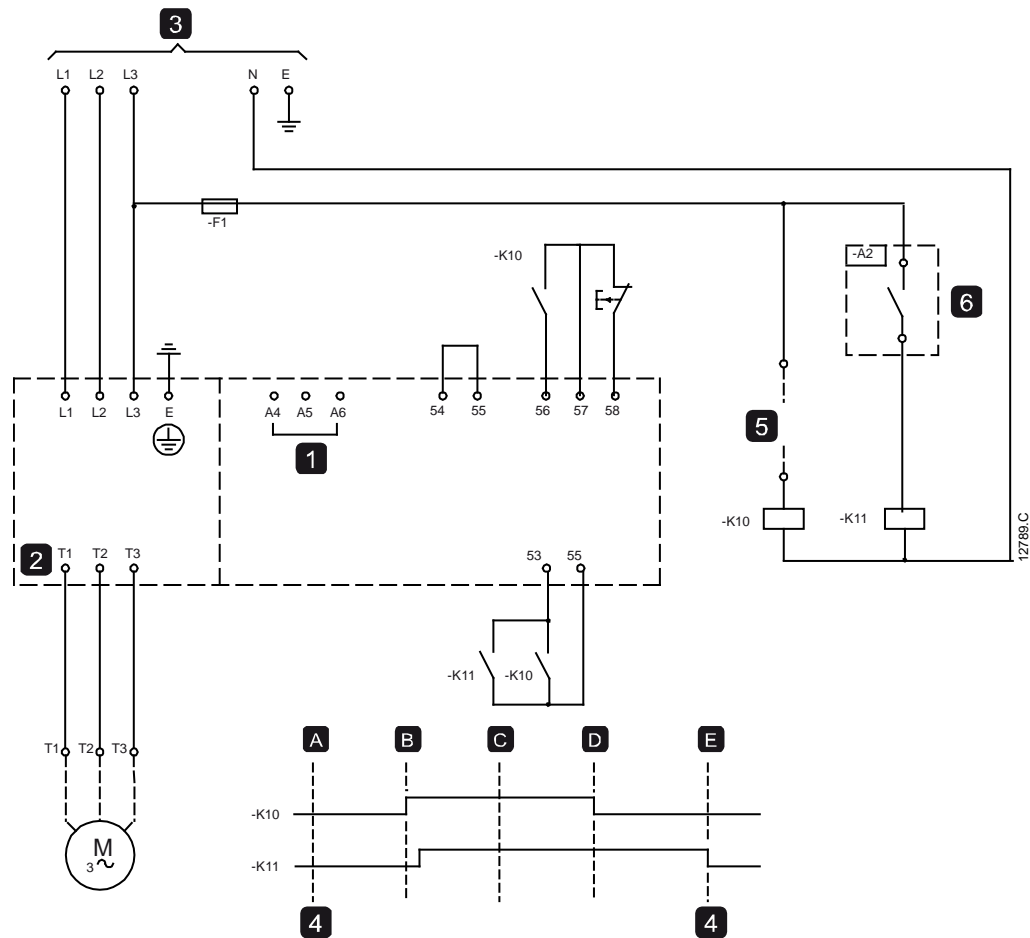 3
L1 L2 L3 N E
-F1
-K10
-A2
6
L1 L2 L3 E A4 A5 A6 54 55 56 57 58
1
5
-K10 -K11
12789.C
2
T1 T2 T3 53 55
-K11 -K10
T1 T2 T3
A B C D E
-K10
M
3
-K11
4 4